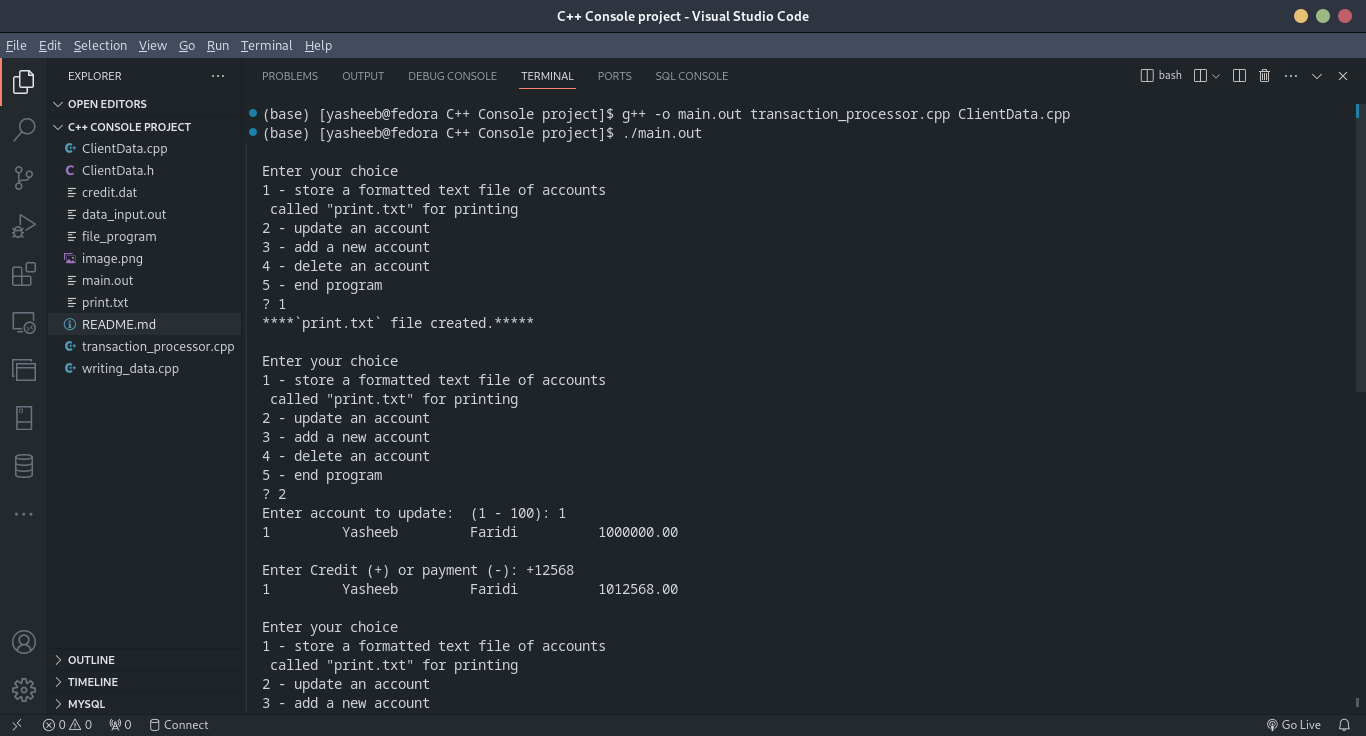 C++ Console project - Visual Studio Code
File Edit Selection View Go Run Terminal Help
EXPLORER
OPEN EDITORS
C++ CONSOLE PROJECT
ClientData.cpp
ClientData.h
credit.dat
data_input.out
file_program
image.png
main.out
print.txt
README.md
transaction_processor.cpp
writing_data.cpp
OUTLINE
TIMELINE
MYSQL
PROBLEMS OUTPUT DEBUG CONSOLE TERMINAL PORTS SQL CONSOLE
bash
(base) [yasheeb@fedora C++ Console project]$ g++ -o main.out transaction_processor.cpp ClientData.cpp
(base) [yasheeb@fedora C++ Console project]$ ./main.out
Enter your choice
1 - store a formatted text file of accounts
 called "print.txt" for printing
2 - update an account
3 - add a new account
4 - delete an account
5 - end program
? 1
****`print.txt` file created.*****
Enter your choice
1 - store a formatted text file of accounts
 called "print.txt" for printing
2 - update an account
3 - add a new account
4 - delete an account
5 - end program
? 2
Enter account to update:  (1 - 100): 1
1         Yasheeb         Faridi          1000000.00
Enter Credit (+) or payment (-): +12568
1         Yasheeb         Faridi          1012568.00
Enter your choice
1 - store a formatted text file of accounts
 called "print.txt" for printing
2 - update an account
3 - add a new account
0 0 0 Connect Go Live